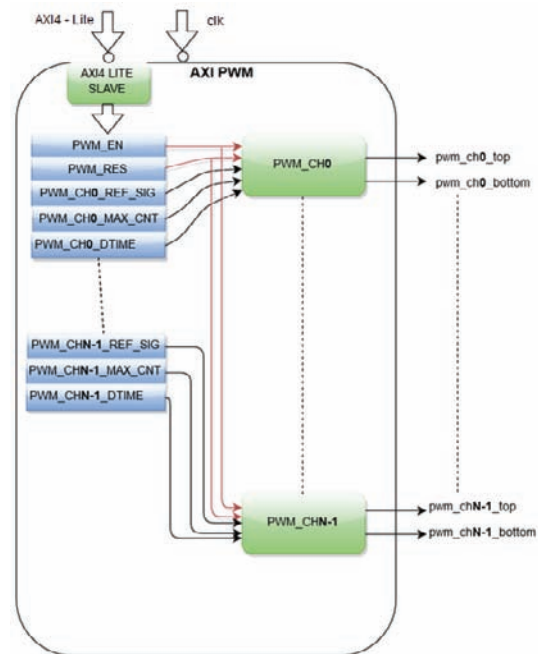 AXI4 - Lite
clk
AXI PWM
AXI4 LITE
SLAVE
PWM_EN
PWM_RES
PWM_CH0_REF_SIG
PWM_CH0_MAX_CNT
PWM_CH0_DTIME
PWM_CH0
pwm_ch0_top
pwm_ch0_bottom
PWM_CHN-1_REF_SIG
PWM_CHN-1_MAX_CNT
PWM_CHN-1_DTIME
PWM_CHN-1
pwm_chN-1_top
pwm_chN-1_bottom